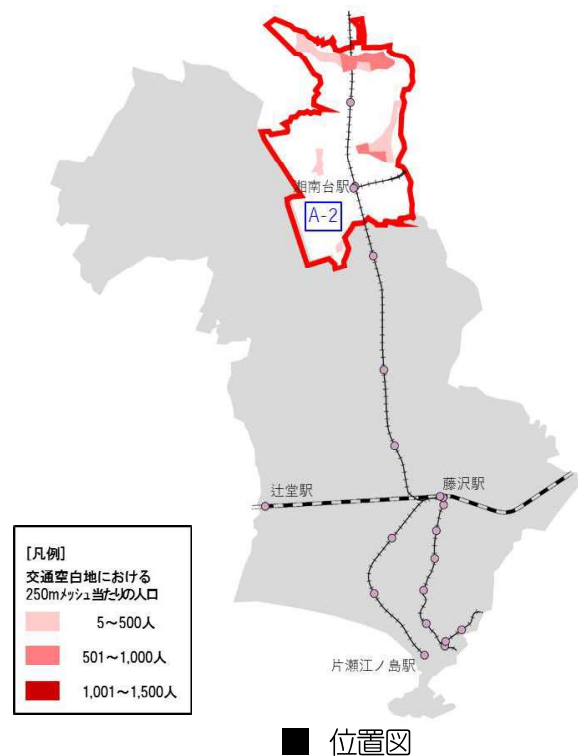 湘南台駅
A-2
辻堂駅
藤沢駅
片瀬江ノ島駅
[凡例]
交通空白地における
250mメッシュ当たりの人口
5～500人
501～1,000人
1,001～1,500人
■ 位置図